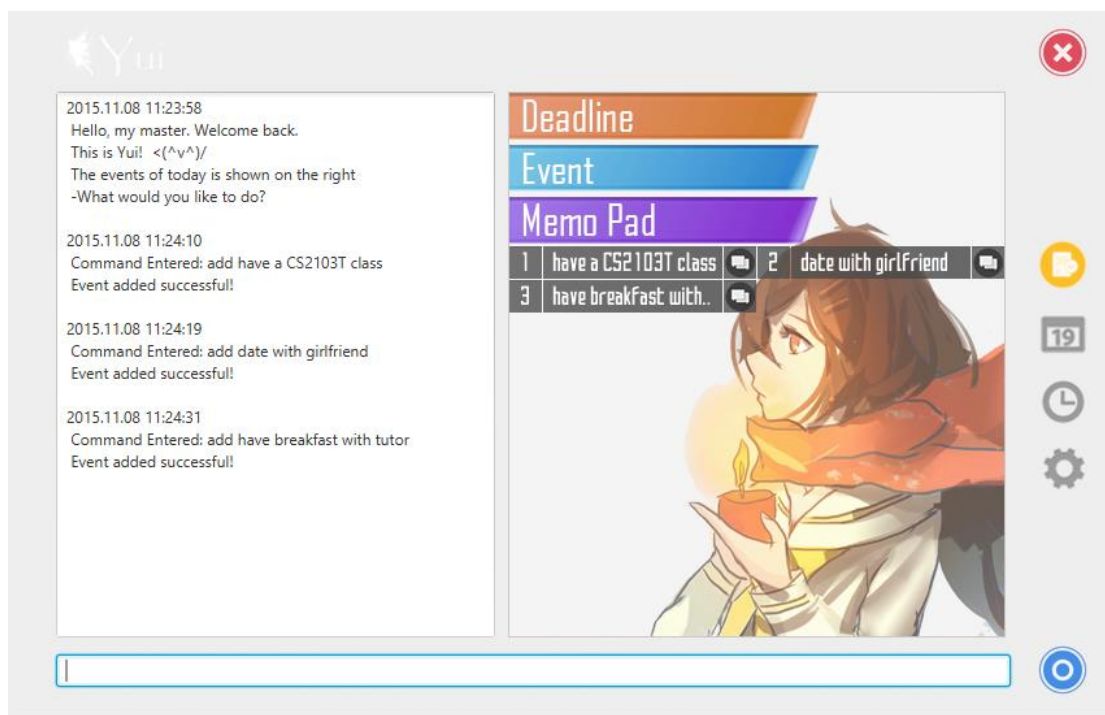 Yui
2015.11.08 11:23:58
Hello, my master. Welcome back.
This is Yui!  <(^v^)/
The events of today is shown on the right
-What would you like to do?
2015.11.08 11:24:10
Command Entered: add have a CS2103T class
Event added successful!
2015.11.08 11:24:19
Command Entered: add date with girlfriend
Event added successful!
2015.11.08 11:24:31
Command Entered: add have breakfast with tutor
Event added successful!
Deadline
Event
Memo Pad
1 have a CS2103T class 2 date with girlfriend
3 have breakfast with..
19